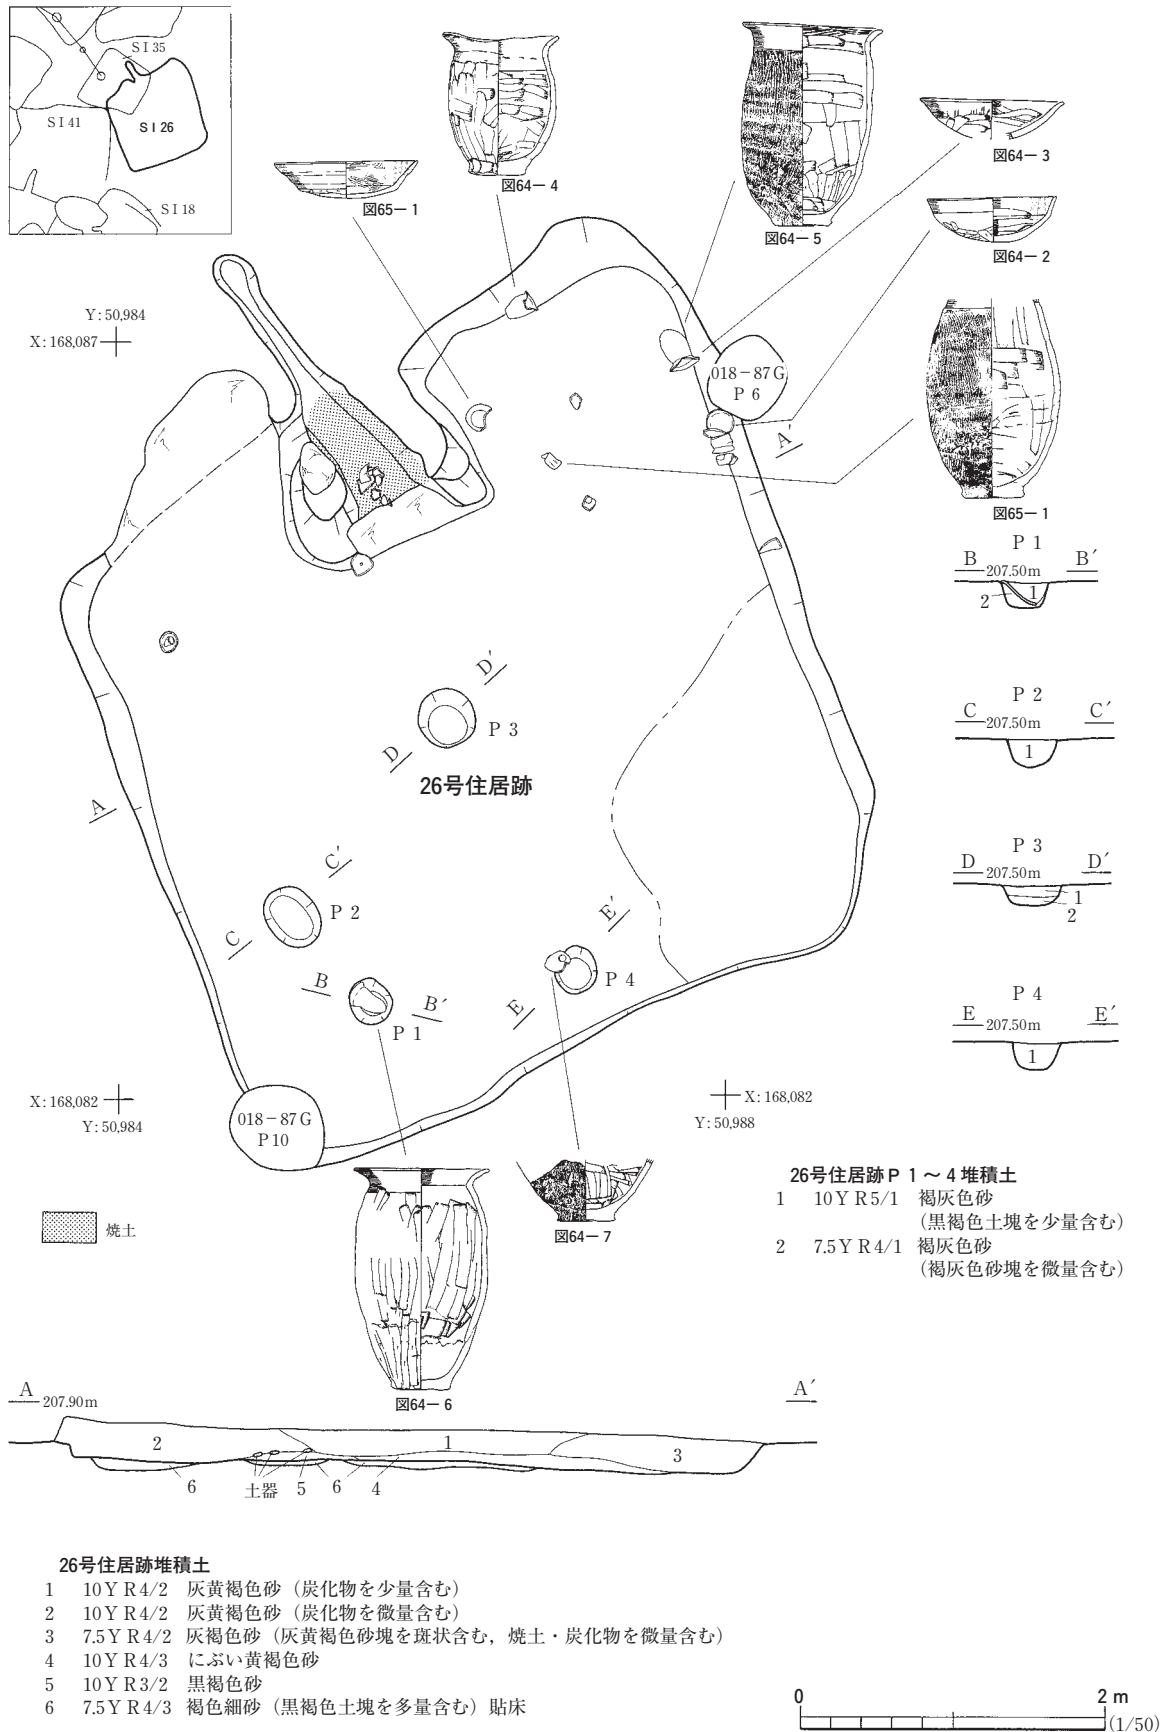 SI35
SI41
SI26
SI18
図65－1
図64－4
図64－5
図64－3
図64－2
図65－1
Y: 50,984
X: 168,087
018－87G
P 6
A′
P 1
B 207.50m B′
2 1
P 2
C 207.50m C′
1
P 3
D 207.50m D′
1
2
P 4
E 207.50m E′
1
D′
P 3
D
26号住居跡
A
C′
P 2
C
B
B′
P 1
E′
P 4
E
X: 168,082
Y: 50,984
018－87G
P10
X: 168,082
Y: 50,988
焼土
図64－7
図64－6
26号住居跡P 1～4堆積土
1 10YR5/1 褐灰色砂
(黒褐色土塊を少量含む)
2 7.5YR4/1 褐灰色砂
(褐灰色砂塊を微量含む)
A 207.90m A′
2 1 3
6 土器 5 6 4
26号住居跡堆積土
1 10YR4/2 灰黄褐色砂（炭化物を少量含む）
2 10YR4/2 灰黄褐色砂（炭化物を微量含む）
3 7.5YR4/2 灰褐色砂（灰黄褐色砂塊を斑状含む，焼土・炭化物を微量含む）
4 10YR4/3 にぶい黄褐色砂
5 10YR3/2 黒褐色砂
6 7.5YR4/3 褐色細砂（黒褐色土塊を多量含む）貼床
0 2 m
(1/50)